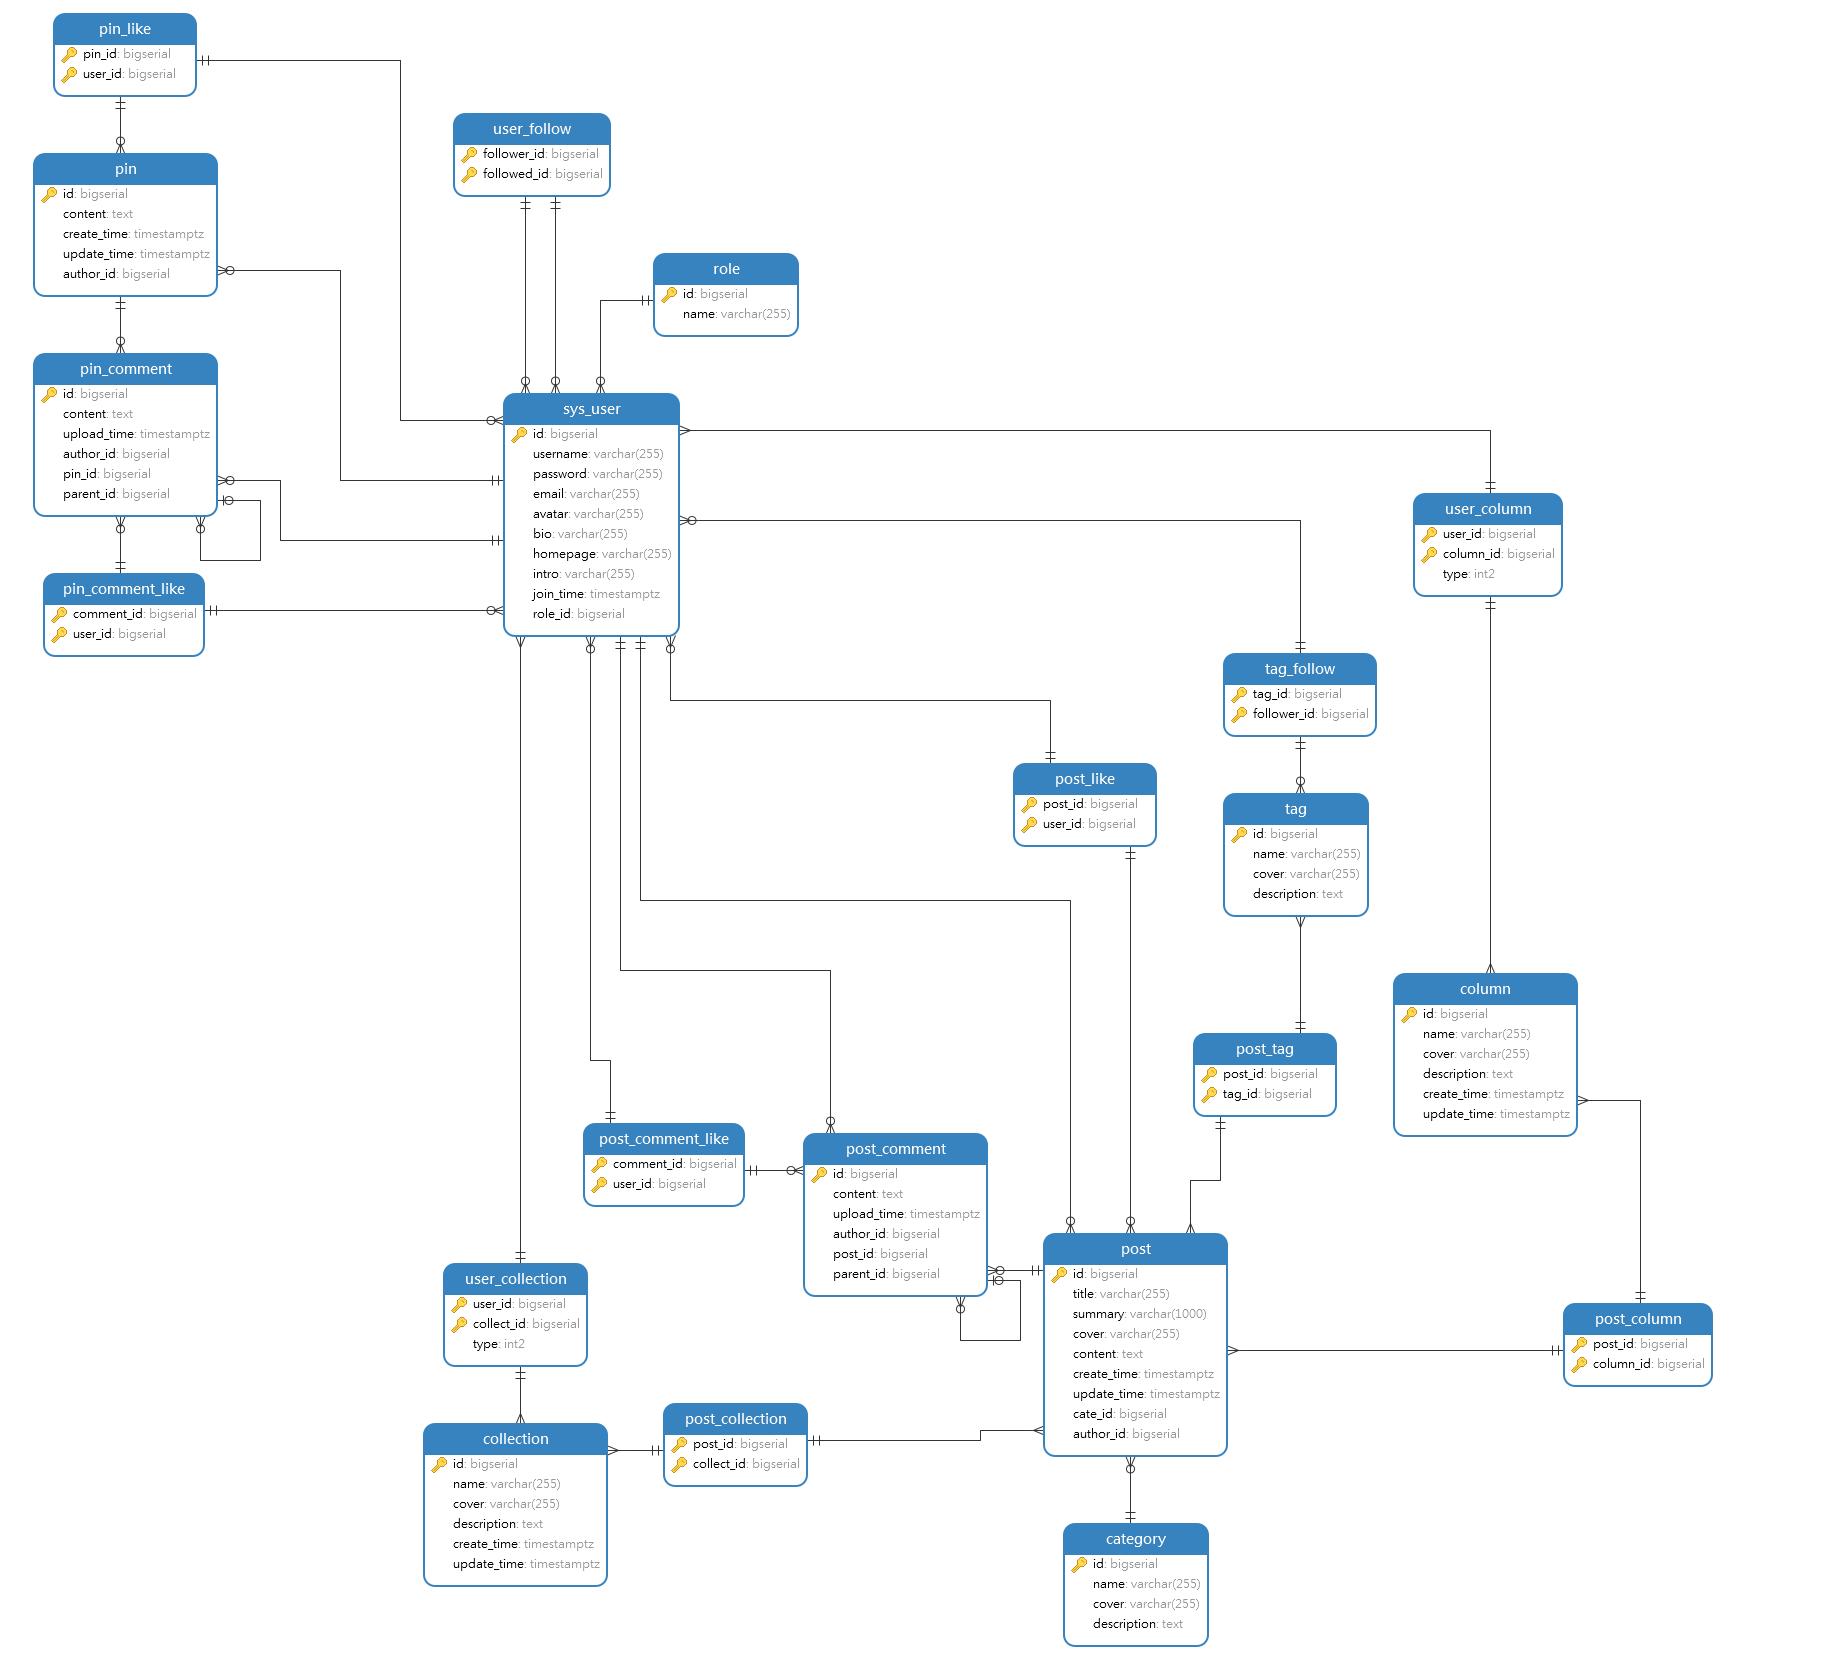 pin_like
pin_id: bigserial
user_id: bigserial
user_follow
follower_id: bigserial
followed_id: bigserial
pin
id: bigserial
content: text
create_time: timestamptz
update_time: timestamptz
author_id: bigserial
role
id: bigserial
name: varchar(255)
pin_comment
id: bigserial
content: text
upload_time: timestamptz
author_id: bigserial
pin_id: bigserial
parent_id: bigserial
sys_user
id: bigserial
username: varchar(255)
password: varchar(255)
email: varchar(255)
avatar: varchar(255)
bio: varchar(255)
homepage: varchar(255)
intro: varchar(255)
join_time: timestamptz
role_id: bigserial
user_column
user_id: bigserial
column_id: bigserial
type: int2
pin_comment_like
comment_id: bigserial
user_id: bigserial
tag_follow
tag_id: bigserial
follower_id: bigserial
post_like
post_id: bigserial
user_id: bigserial
tag
id: bigserial
name: varchar(255)
cover: varchar(255)
description: text
column
id: bigserial
name: varchar(255)
cover: varchar(255)
description: text
create_time: timestamptz
update_time: timestamptz
post_tag
post_id: bigserial
tag_id: bigserial
post_comment_like
comment_id: bigserial
user_id: bigserial
post_comment
id: bigserial
content: text
upload_time: timestamptz
author_id: bigserial
post_id: bigserial
parent_id: bigserial
post
id: bigserial
title: varchar(255)
summary: varchar(1000)
cover: varchar(255)
content: text
create_time: timestamptz
update_time: timestamptz
cate_id: bigserial
author_id: bigserial
user_collection
user_id: bigserial
collect_id: bigserial
type: int2
post_column
post_id: bigserial
column_id: bigserial
post_collection
post_id: bigserial
collect_id: bigserial
collection
id: bigserial
name: varchar(255)
cover: varchar(255)
description: text
create_time: timestamptz
update_time: timestamptz
category
id: bigserial
name: varchar(255)
cover: varchar(255)
description: text